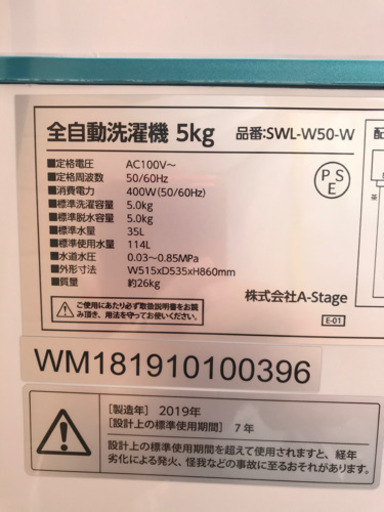 全自動洗濯機 5kg 品番:SWL-W50-W
■定格電圧 AC100V～
■定格周波数 50/60Hz
■消費電力 400W(50/60Hz)
■標準洗濯容量 5.0kg
■標準脱水容量 5.0kg
■標準水量 35L
■標準使用水量 114L
■水道水圧 0.03～0.85MPa
■外形寸法 W515xD535xH860mm
■質量 約26kg
PSE
配
ご使用にあたり必ず取扱説明書をお読
み頂き、用法を守ってお使いください。
株式会社A-Stage
E-01
WM181910100396
[製造年] 2019年
[設計上の標準使用期間] 7年
設計上の標準使用期間を超えて使用されますと、経年
劣化による発火、怪我などの事故に至るおそれがあります。